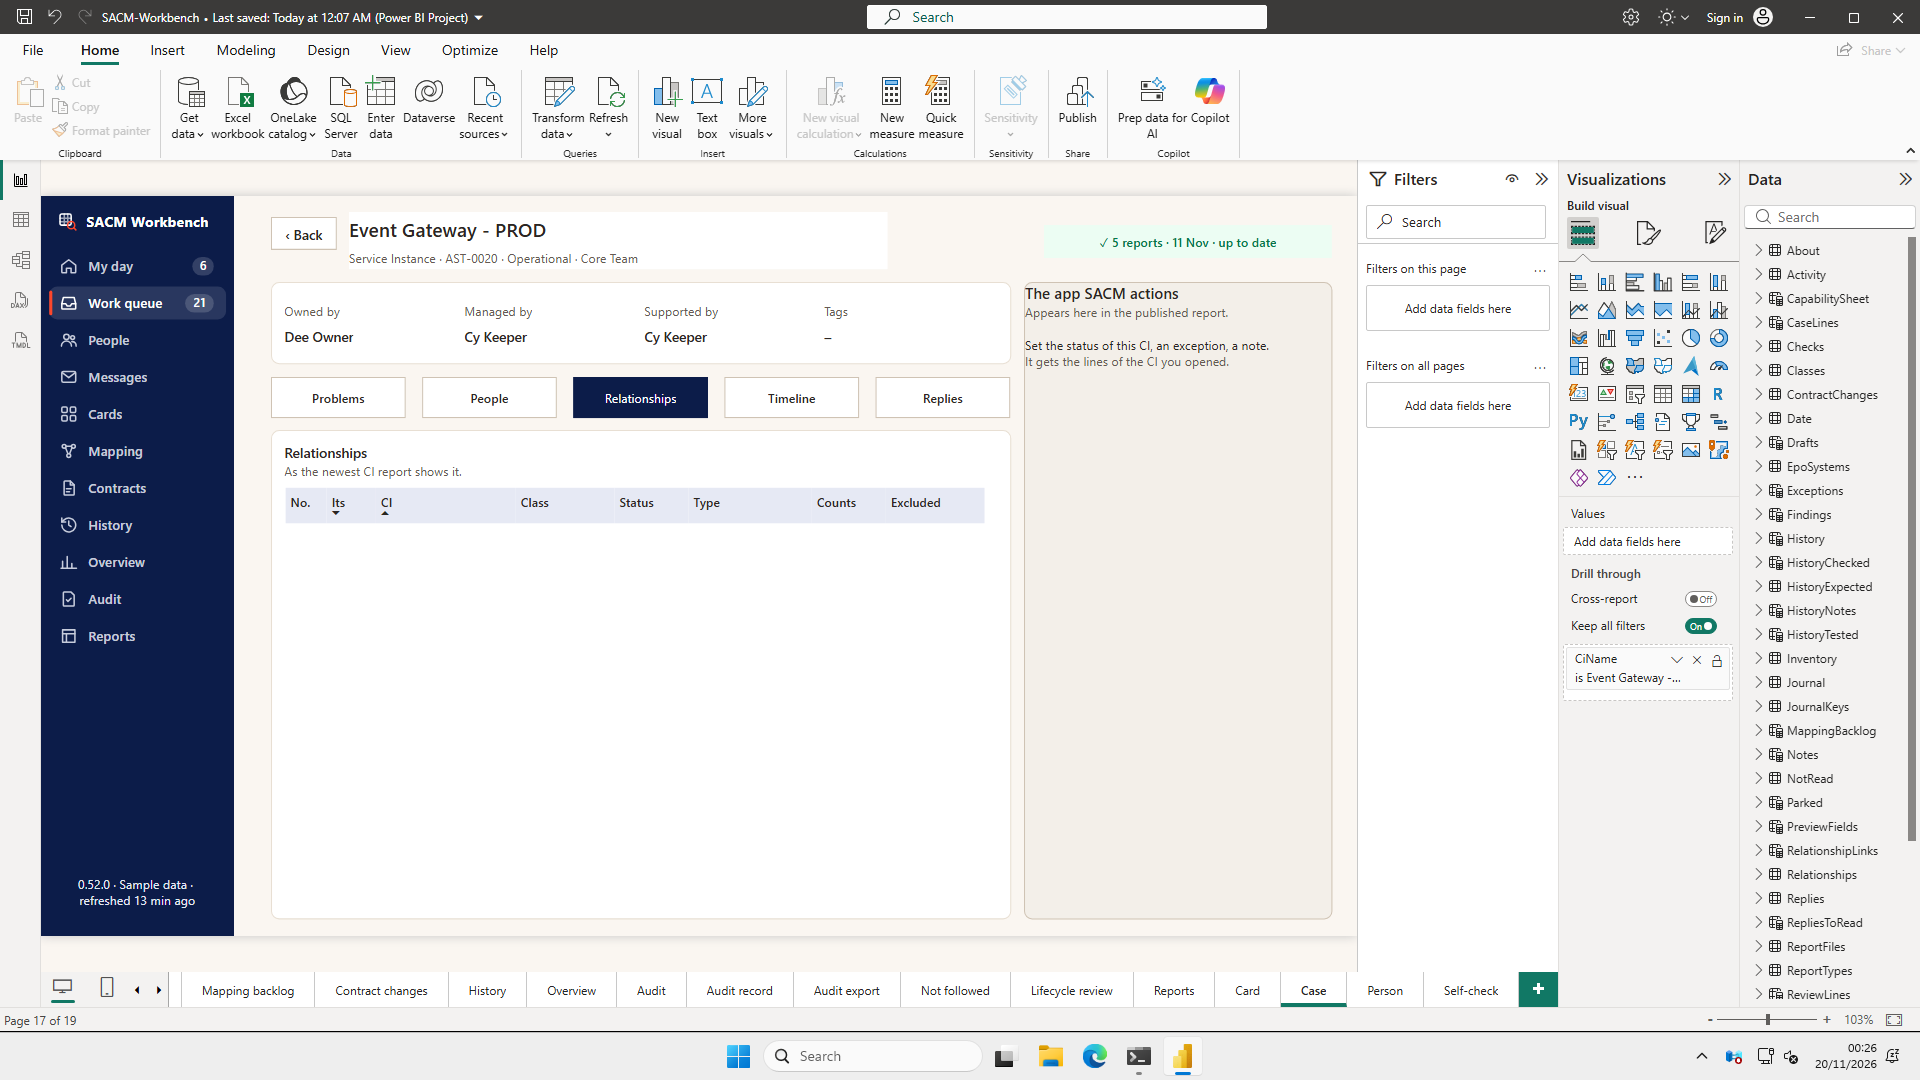 SACM-Workbench • Last saved: Today at 12:07 AM (Power BI Project)
Search
Sign in
File
Home
Insert
Modeling
Design
View
Optimize
Help
Share
Paste
Cut
Copy
Format painter
Clipboard
Get data
Excel workbook
OneLake catalog
SQL Server
Enter data
Dataverse
Recent sources
Data
Transform data
Refresh
Queries
New visual
Text box
More visuals
Insert
New visual calculation
New measure
Quick measure
Calculations
Sensitivity
Sensitivity
Publish
Share
Prep data for AI
Copilot
Copilot
SACM Workbench
My day 6
Work queue 21
People
Messages
Cards
Mapping
Contracts
History
Overview
Audit
Reports
0.52.0 · Sample data ·
refreshed 13 min ago
‹ Back
Event Gateway - PROD
Service Instance · AST-0020 · Operational · Core Team
✓ 5 reports · 11 Nov · up to date
Owned by
Dee Owner
Managed by
Cy Keeper
Supported by
Cy Keeper
Tags
–
Problems
People
Relationships
Timeline
Replies
Relationships
As the newest CI report shows it.
No. Its CI Class Status Type Counts Excluded
The app SACM actions
Appears here in the published report.
Set the status of this CI, an exception, a note.
It gets the lines of the CI you opened.
Filters
Search
Filters on this page
Add data fields here
Filters on all pages
Add data fields here
Visualizations
Build visual
Values
Add data fields here
Drill through
Cross-report Off
Keep all filters On
CiName
is Event Gateway -...
Data
Search
About
Activity
CapabilitySheet
CaseLines
Checks
Classes
ContractChanges
Date
Drafts
EpoSystems
Exceptions
Findings
History
HistoryChecked
HistoryExpected
HistoryNotes
HistoryTested
Inventory
Journal
JournalKeys
MappingBacklog
Notes
NotRead
Parked
PreviewFields
RelationshipLinks
Relationships
Replies
RepliesToRead
ReportFiles
ReportTypes
ReviewLines
Mapping backlog
Contract changes
History
Overview
Audit
Audit record
Audit export
Not followed
Lifecycle review
Reports
Card
Case
Person
Self-check
Page 17 of 19
103%
Search
00:26
20/11/2026